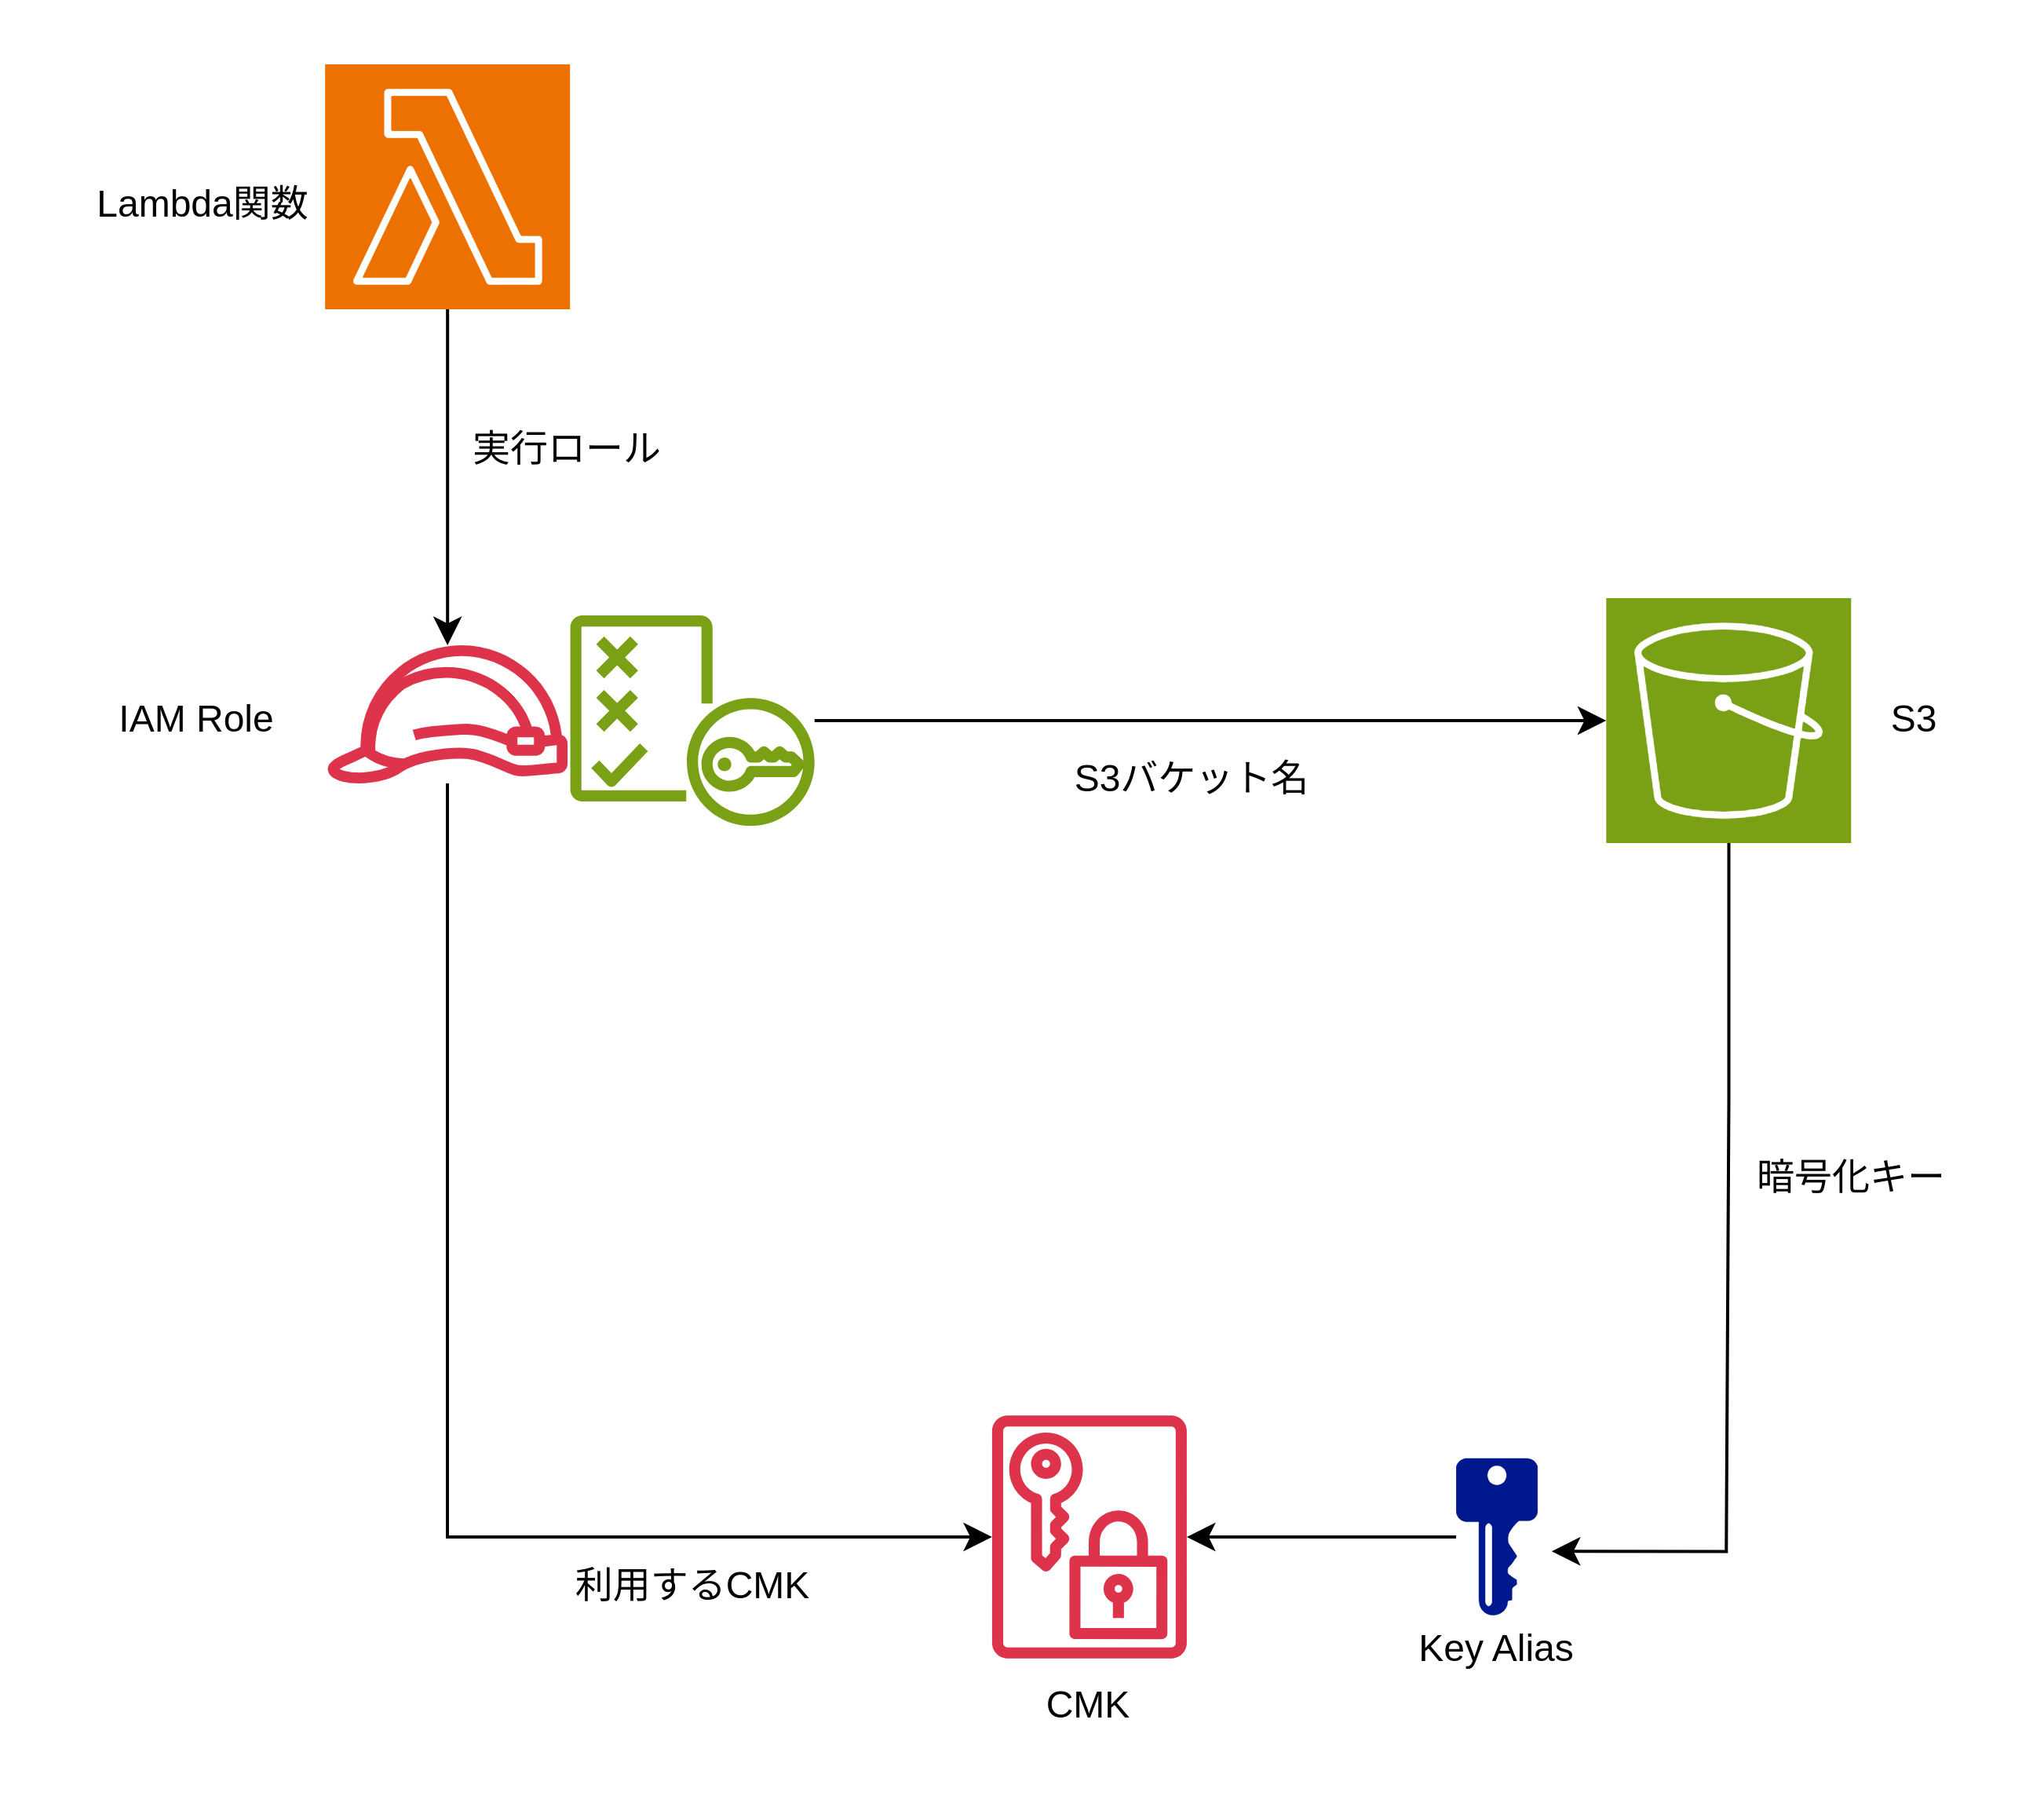 Lambda関数
実行ロール
IAM Role
S3
S3バケット名
暗号化キー
利用するCMK
Key Alias
CMK